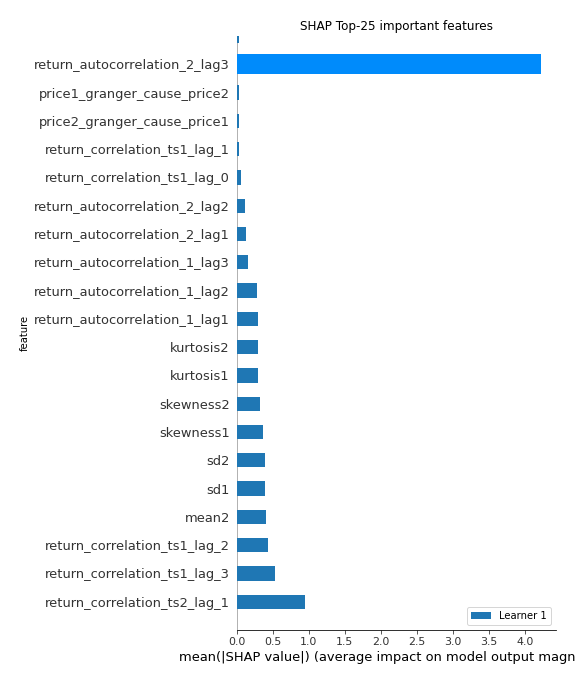 SHAP Top-25 important features
return_autocorrelation_2_lag3
price1_granger_cause_price2
price2_granger_cause_price1
return_correlation_ts1_lag_1
return_correlation_ts1_lag_0
return_autocorrelation_2_lag2
return_autocorrelation_2_lag1
return_autocorrelation_1_lag3
return_autocorrelation_1_lag2
return_autocorrelation_1_lag1
kurtosis2
kurtosis1
skewness2
skewness1
sd2
sd1
mean2
return_correlation_ts1_lag_2
return_correlation_ts1_lag_3
return_correlation_ts2_lag_1
feature
Learner 1
0.0 0.5 1.0 1.5 2.0 2.5 3.0 3.5 4.0
mean(|SHAP value|) (average impact on model output magn